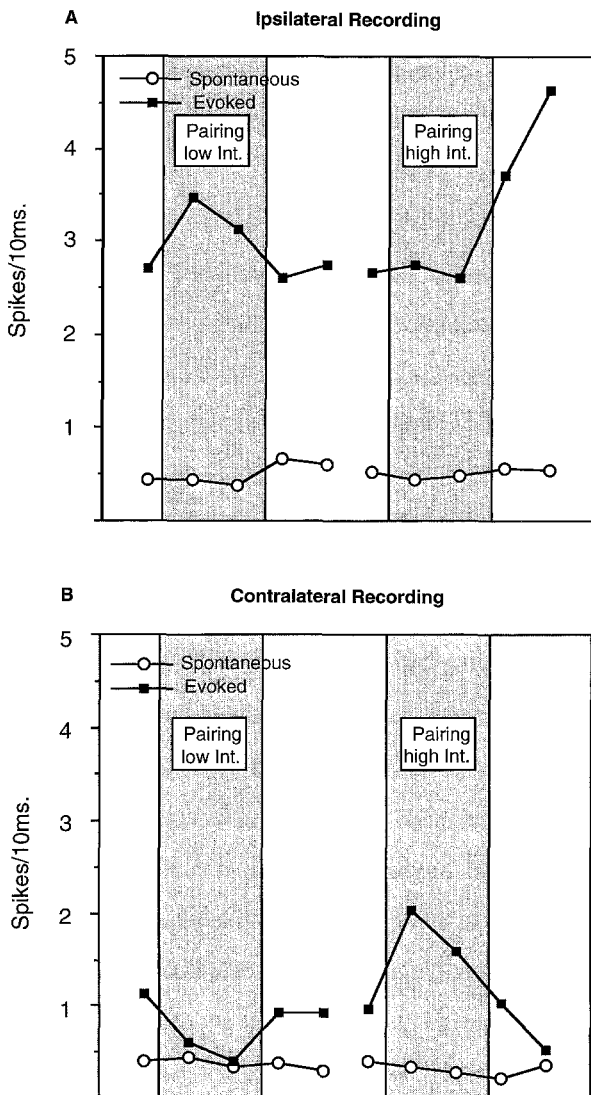 A
Ipsilateral Recording
5
4
3
2
1
Spikes/10ms.
Spontaneous
Evoked
Pairing
low Int.
Pairing
high Int.
B
Contralateral Recording
5
4
3
2
1
Spikes/10ms.
Spontaneous
Evoked
Pairing
low Int.
Pairing
high Int.